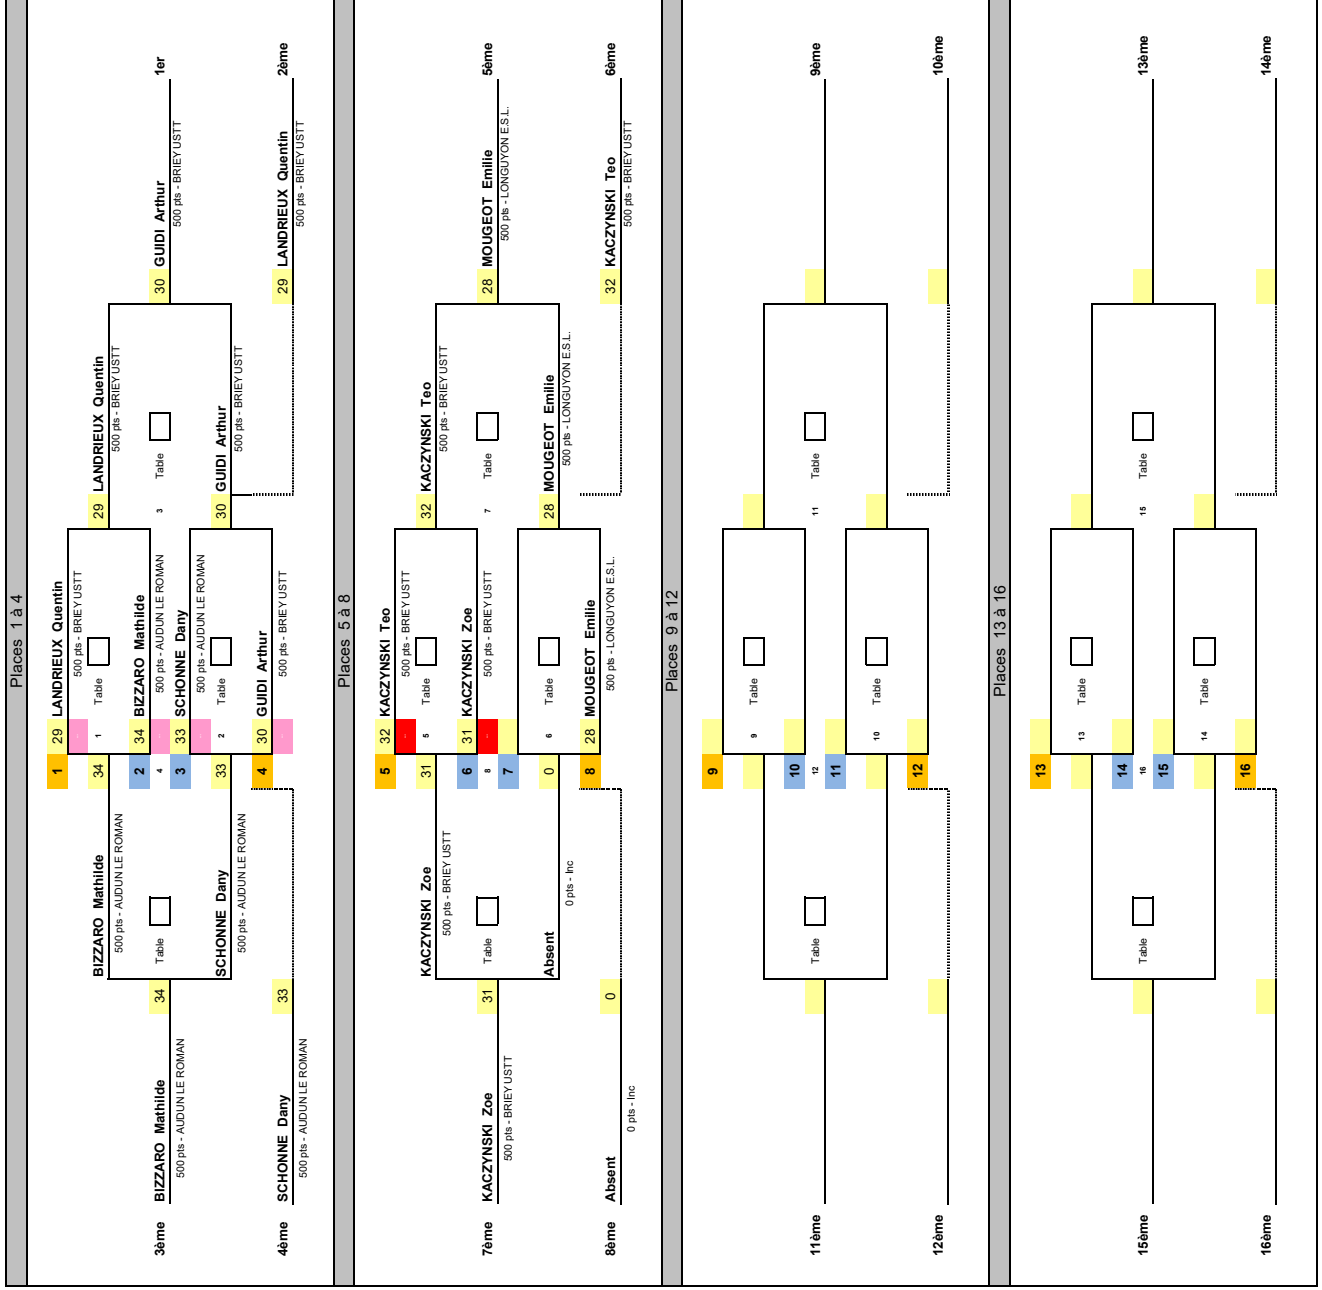 Places 1 à 4
3ème
BIZZARO Mathilde
500 pts - AUDUN LE ROMAN
4ème
SCHONNE Dany
500 pts - AUDUN LE ROMAN
34
33
BIZZARO Mathilde
500 pts - AUDUN LE ROMAN
Table
SCHONNE Dany
500 pts - AUDUN LE ROMAN
1
34
2
4
3
33
4
29
LANDRIEUX Quentin
500 pts - BRIEY USTT
1
Table
34
BIZZARO Mathilde
500 pts - AUDUN LE ROMAN
33
SCHONNE Dany
500 pts - AUDUN LE ROMAN
2
Table
30
GUIDI Arthur
500 pts - BRIEY USTT
29
LANDRIEUX Quentin
500 pts - BRIEY USTT
3
Table
30
GUIDI Arthur
500 pts - BRIEY USTT
30
GUIDI Arthur
500 pts - BRIEY USTT
1er
29
LANDRIEUX Quentin
500 pts - BRIEY USTT
2ème
Places 5 à 8
7ème
KACZYNSKI Zoe
500 pts - BRIEY USTT
8ème
Absent
0 pts - Inc
31
0
KACZYNSKI Zoe
500 pts - BRIEY USTT
Table
Absent
0 pts - Inc
5
31
6
8
7
0
8
32
KACZYNSKI Teo
500 pts - BRIEY USTT
5
Table
31
KACZYNSKI Zoe
500 pts - BRIEY USTT
6
Table
28
MOUGEOT Emilie
500 pts - LONGUYON E.S.L.
32
KACZYNSKI Teo
500 pts - BRIEY USTT
7
Table
28
MOUGEOT Emilie
500 pts - LONGUYON E.S.L.
28
MOUGEOT Emilie
500 pts - LONGUYON E.S.L.
5ème
32
KACZYNSKI Teo
500 pts - BRIEY USTT
6ème
Places 9 à 12
11ème
12ème
Table
9
10
12
11
12
9
Table
10
Table
11
Table
9ème
10ème
Places 13 à 16
15ème
16ème
Table
13
14
16
15
16
13
Table
14
Table
15
Table
13ème
14ème